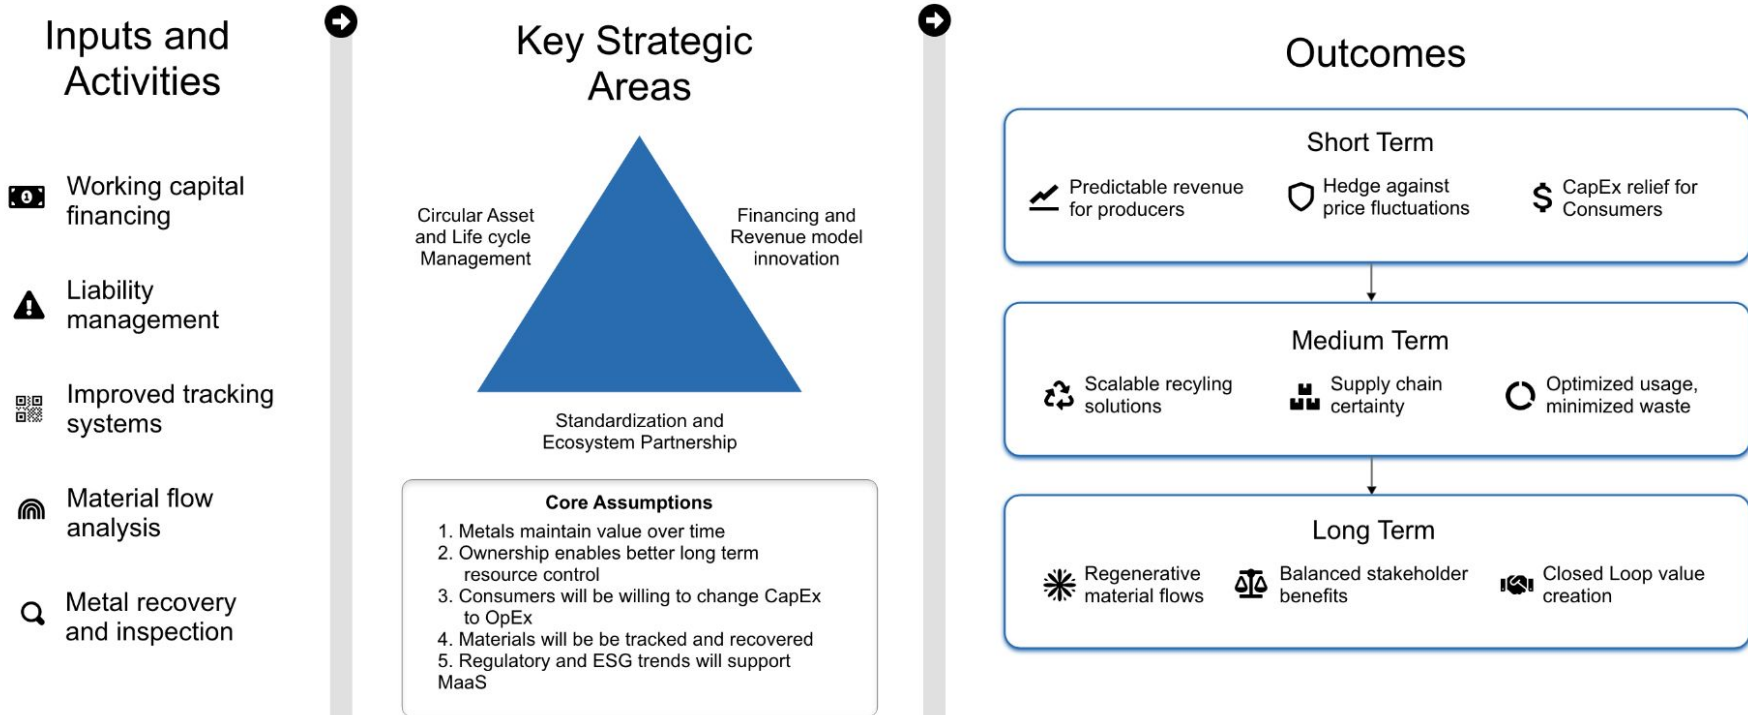 Inputs and
Activities
Working capital
financing
Liability
management
Improved tracking
systems
Material flow
analysis
Metal recovery
and inspection
Key Strategic
Areas
Circular Asset
and Life cycle
Management
Financing and
Revenue model
innovation
Standardization and
Ecosystem Partnership
Core Assumptions
1. Metals maintain value over time
2. Ownership enables better long term
resource control
3. Consumers will be willing to change CapEx
to OpEx
4. Materials will be be tracked and recovered
5. Regulatory and ESG trends will support
MaaS
Outcomes
Short Term
Predictable revenue
for producers
Hedge against
price fluctuations
CapEx relief for
Consumers
Medium Term
Scalable recyling
solutions
Supply chain
certainty
Optimized usage,
minimized waste
Long Term
Regenerative
material flows
Balanced stakeholder
benefits
Closed Loop value
creation